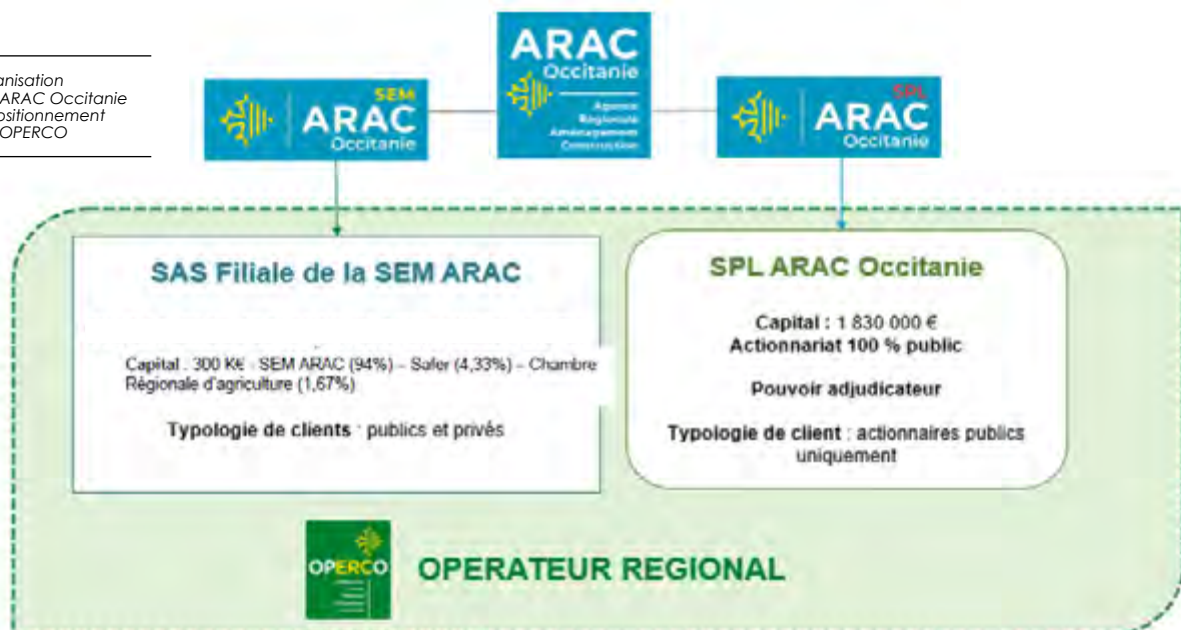 anisation
ARAC Occitanie
ositionnement
OPERCO
SEM
ARAC
Occitanie
ARAC
Occitanie
Agence
Régionale
Aménagement
Construction
SPL
ARAC
Occitanie
SAS Filiale de la SEM ARAC
Capital : 300 K€ - SEM ARAC (94%) – Safer (4,33%) – Chambre
Régionale d'agriculture (1,67%)
Typologie de clients : publics et privés
SPL ARAC Occitanie
Capital : 1 830 000 €
Actionnariat 100 % public
Pouvoir adjudicateur
Typologie de client : actionnaires publics
uniquement
OPERCO
OPERATEUR REGIONAL